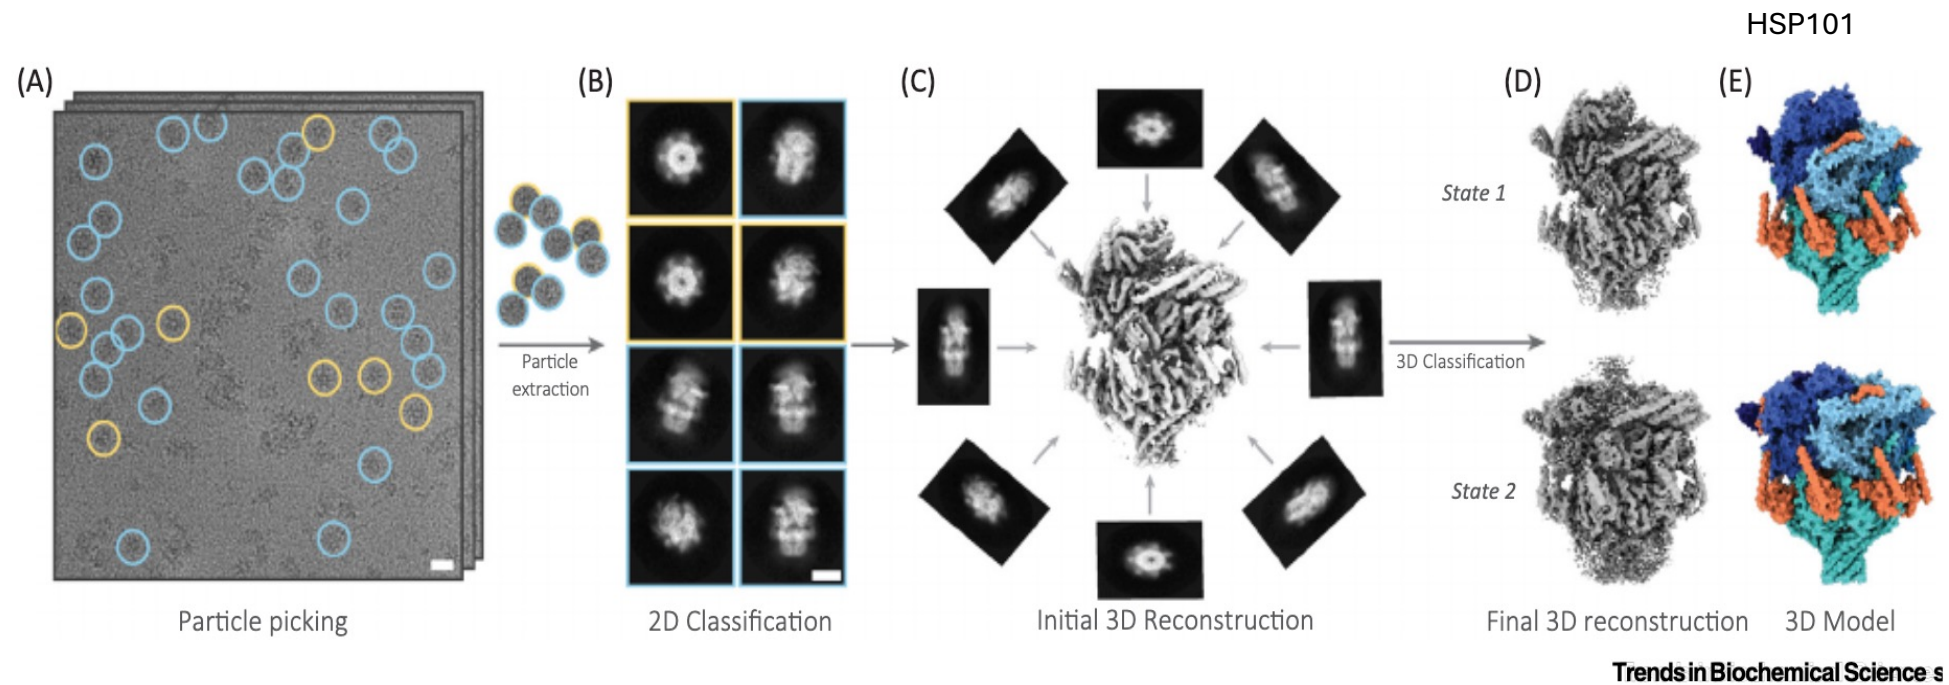 HSP101
(A)
(B)
(C)
(D)
(E)
State 1
Particle
extraction
3D Classification
State 2
Particle picking
2D Classification
Initial 3D Reconstruction
Final 3D reconstruction
3D Model
Trends in Biochemical Science s